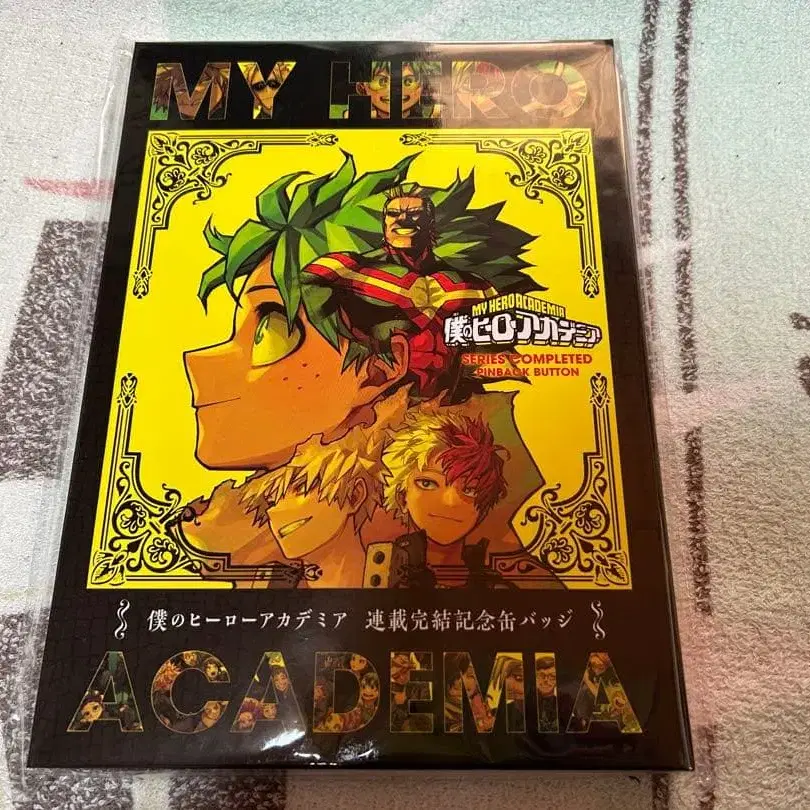 MY HERO
MY HERO ACADEMIA
僕のヒーローアカデミア
SERIES COMPLETED
PINBACK BUTTON
僕のヒーローアカデミア 連載完結記念缶バッジ
ACADEMIA